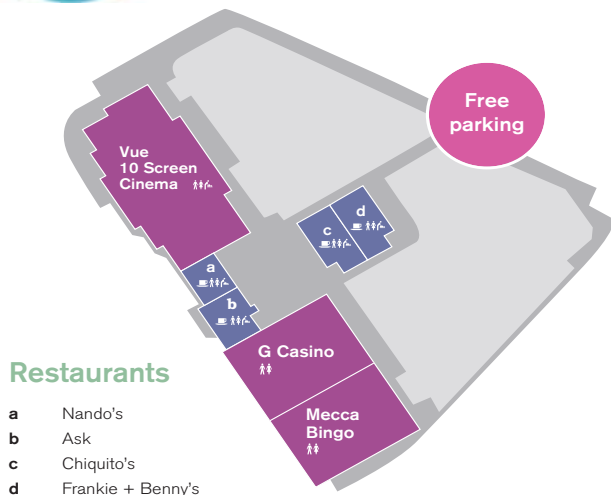 Free
parking
Vue
10 Screen
Cinema
d
c
a
b
G Casino
Mecca
Bingo
Restaurants
a Nando's
b Ask
c Chiquito's
d Frankie + Benny's